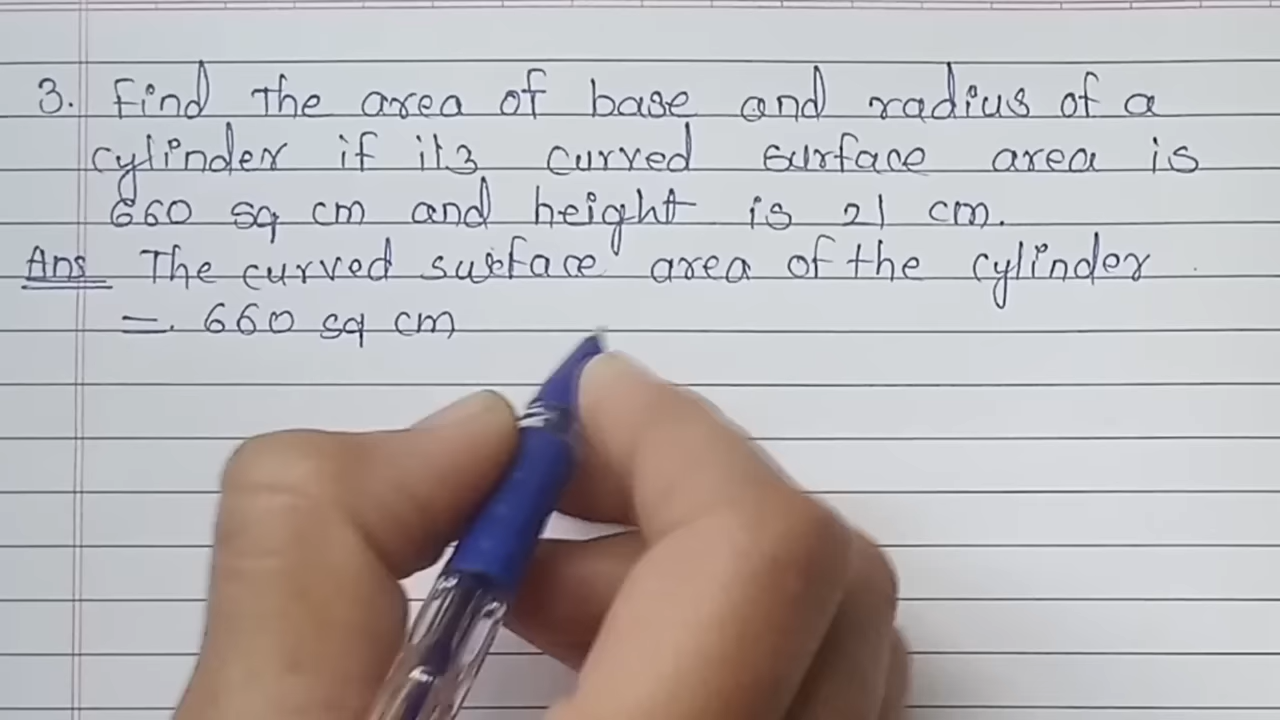 3. Find the area of base and radius of a
cylinder if its curved surface area is
660 sq cm and height is 21 cm.
Ans The curved surface area of the cylinder
= 660 sq cm